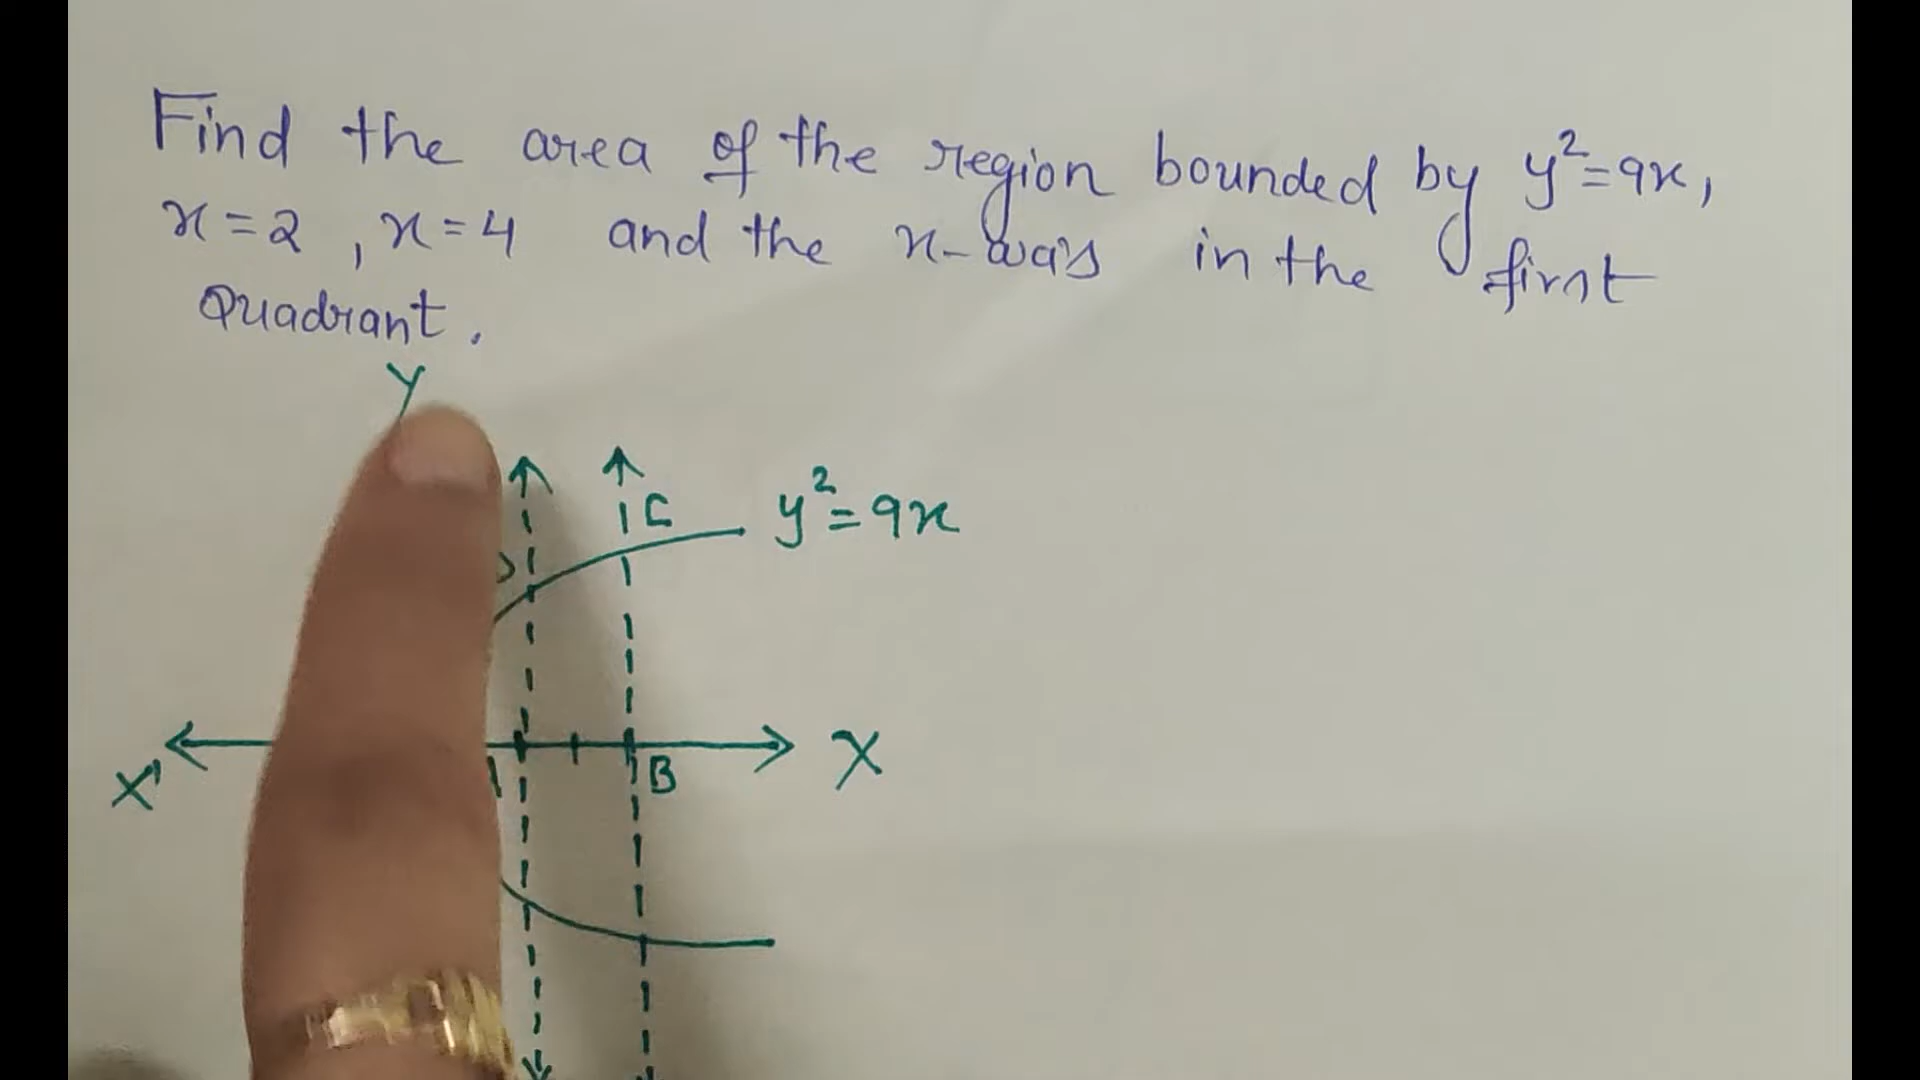 Find the area of the region bounded by y²=9x,
x=2, x=4 and the x-axis in the first
Quadrant.
Y
C
y²=9x
D
X' X
A B